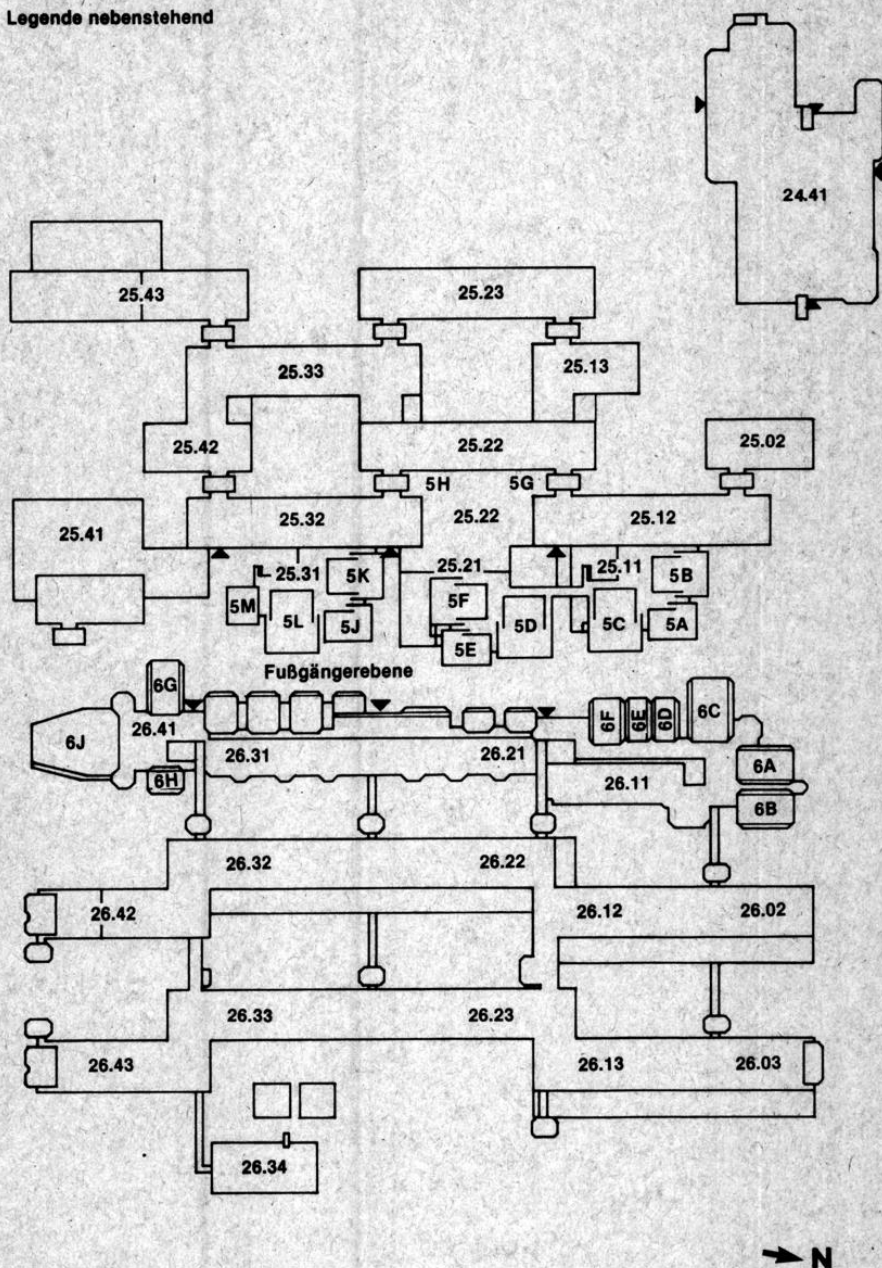 Legende nebenstehend
24.41
25.43
25.23
25.33
25.13
25.42
25.22
25.02
5H
5G
25.41
25.32
25.22
25.12
25.31
5K
25.21
25.11
5B
5M
5L
5J
5F
5E
5D
5C
5A
Fußgängerebene
6G
6J
26.41
6H
26.31
26.21
6F
6E
6D
6C
26.11
6A
6B
26.32
26.22
26.42
26.12
26.02
26.33
26.23
26.43
26.13
26.03
26.34
N